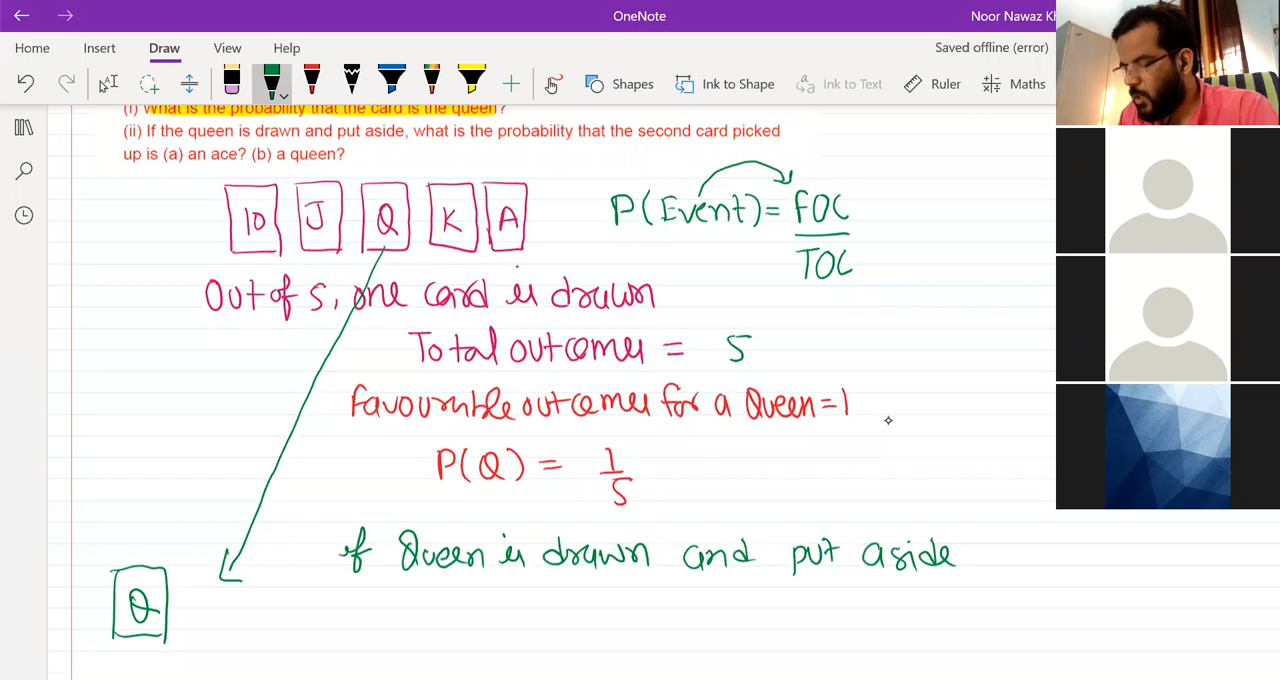 OneNote
Noor Nawaz Kh
Home Insert Draw View Help
Saved offline (error)
Shapes Ink to Shape Ink to Text Ruler Maths
(i) What is the probability that the card is the queen?
(ii) If the queen is drawn and put aside, what is the probability that the second card picked
up is (a) an ace? (b) a queen?
10 J Q K A
P(Event) = FOC
TOC
Out of 5, one card is drawn
Total outcomes = 5
Favourable outcomes for a Queen = 1
P(Q) = 1
5
if Queen is drawn and put aside
Q